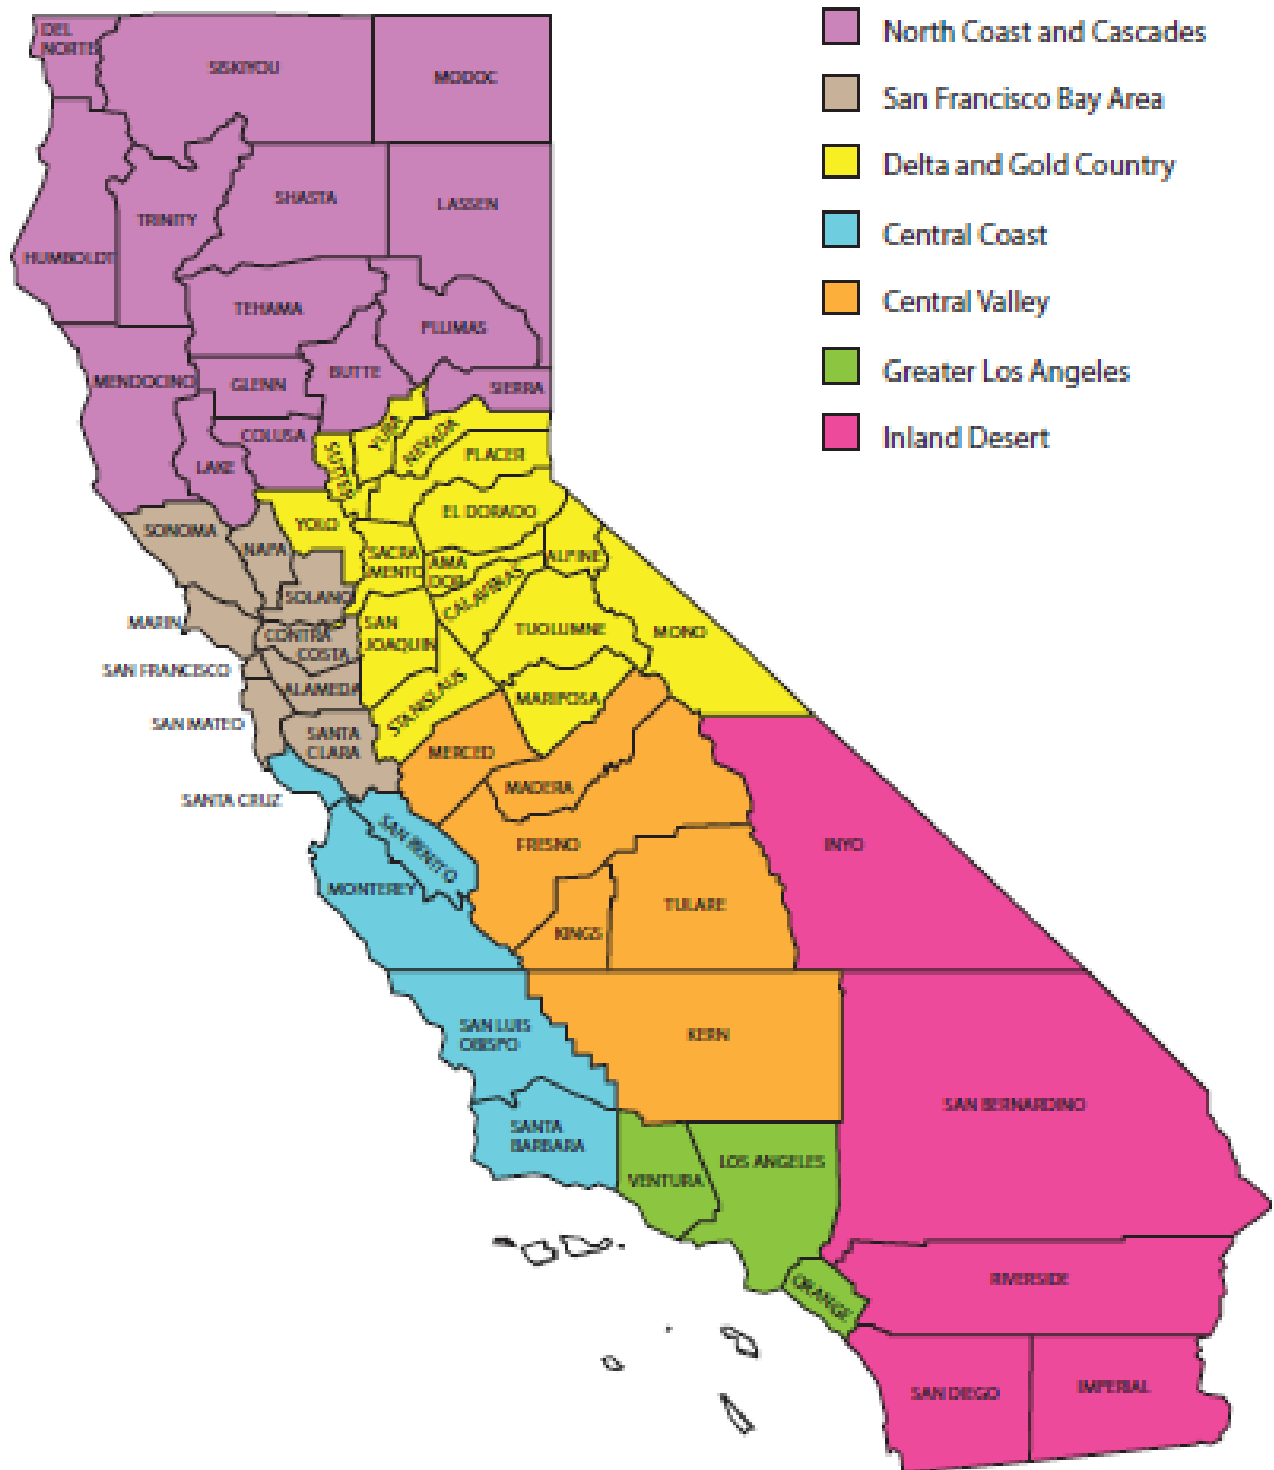 North Coast and Cascades
San Francisco Bay Area
Delta and Gold Country
Central Coast
Central Valley
Greater Los Angeles
Inland Desert
DEL
NORTE
SISKIYOU
MODOC
HUMBOLDT
TRINITY
SHASTA
LASSEN
TEHAMA
PLUMAS
MENDOCINO
GLENN
BUTTE
SIERRA
COLUSA
LAKE
SUTTER
YUBA
NEVADA
PLACER
SONOMA
NAPA
YOLO
EL DORADO
SACRA
MENTO
AMA
DOR
ALPINE
CALAVERAS
SOLANO
MARIN
CONTRA
COSTA
SAN
JOAQUIN
TUOLUMNE
MONO
SAN FRANCISCO
ALAMEDA
STANISLAUS
MARIPOSA
SAN MATEO
SANTA
CLARA
MERCED
MADERA
SANTA CRUZ
SAN BENITO
FRESNO
INYO
MONTEREY
KINGS
TULARE
SAN LUIS
OBISPO
KERN
SANTA
BARBARA
SAN BERNARDINO
VENTURA
LOS ANGELES
ORANGE
RIVERSIDE
SAN DIEGO
IMPERIAL